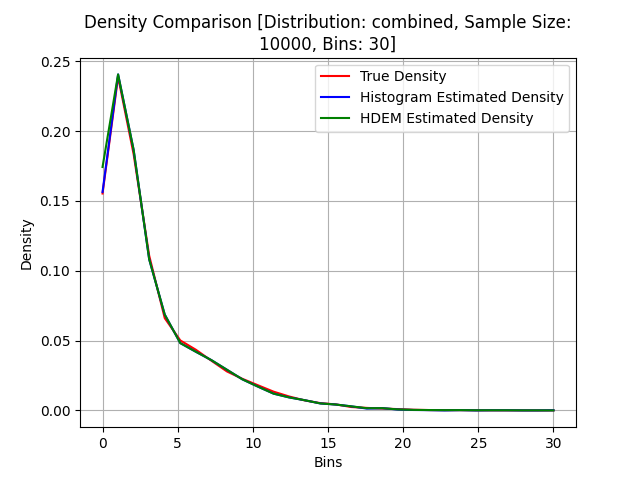 Density Comparison [Distribution: combined, Sample Size:
10000, Bins: 30]
True Density
Histogram Estimated Density
HDEM Estimated Density
Density
0.25
0.20
0.15
0.10
0.05
0.00
0 5 10 15 20 25 30
Bins